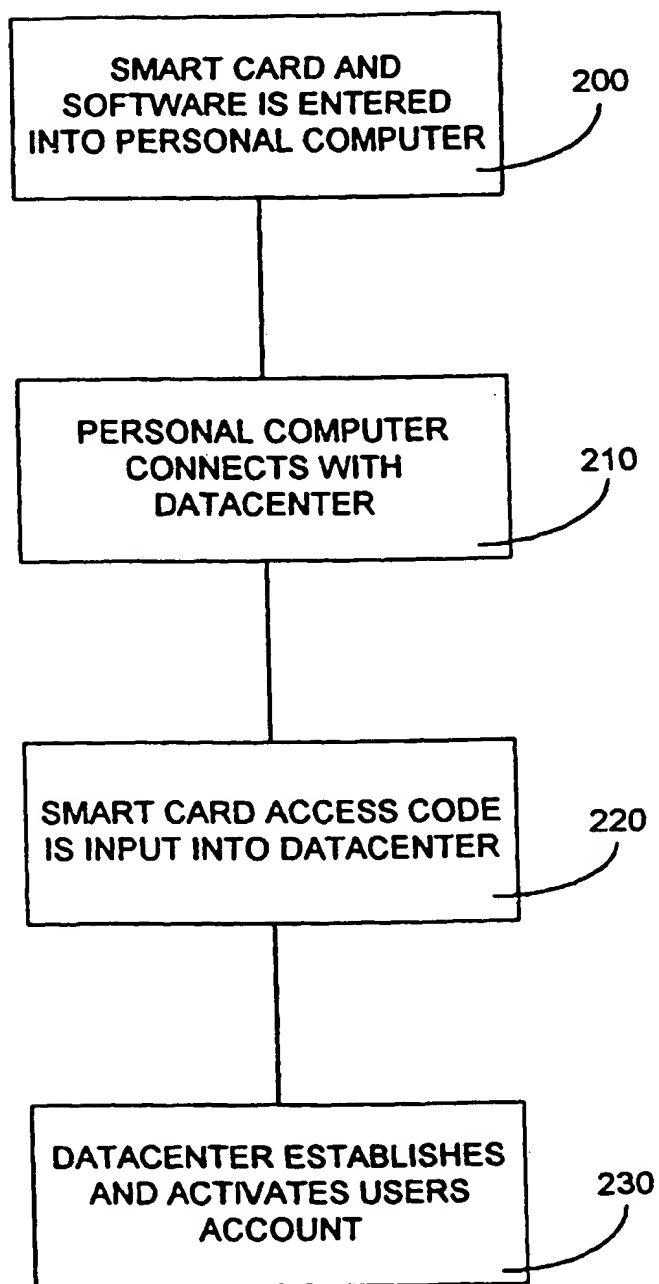 SMART CARD AND
SOFTWARE IS ENTERED
INTO PERSONAL COMPUTER
200
PERSONAL COMPUTER
CONNECTS WITH
DATACENTER
210
SMART CARD ACCESS CODE
IS INPUT INTO DATACENTER
220
DATACENTER ESTABLISHES
AND ACTIVATES USERS
ACCOUNT
230